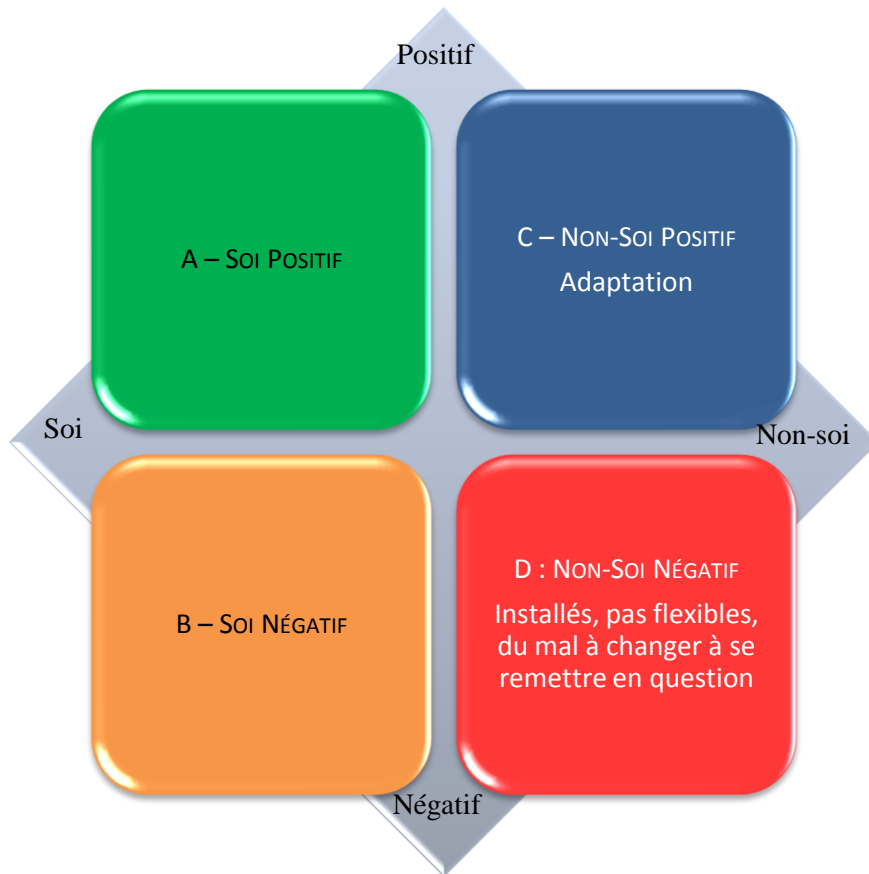 Positif
A – SOI POSITIF
C – NON-SOI POSITIF
Adaptation
Soi
Non-soi
B – SOI NÉGATIF
D : NON-SOI NÉGATIF
Installés, pas flexibles,
du mal à changer à se
remettre en question
Négatif